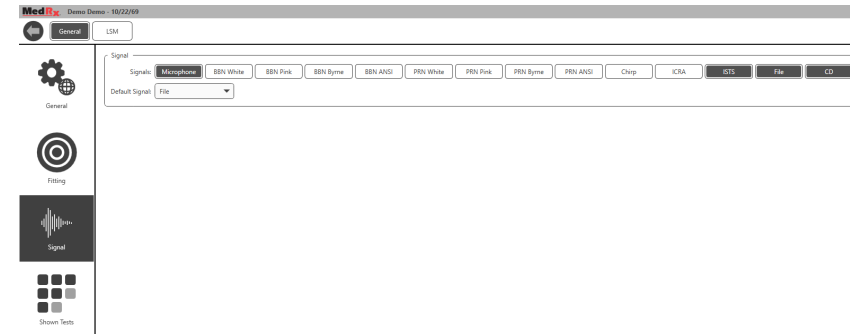 MedRx Demo Demo - 10/22/69
General LSM
Signal
Signals: Microphone BBN White BBN Pink BBN Byrne BBN ANSI PRN White PRN Pink PRN Byrne PRN ANSI Chirp ICRA ISTS File CD
Default Signal: File
General
Fitting
Signal
Shown Tests